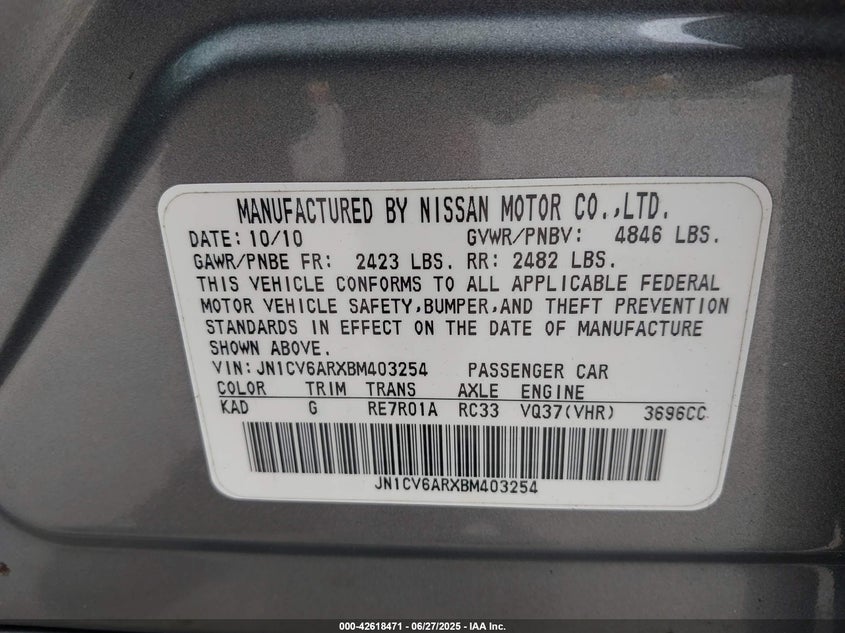 MANUFACTURED BY NISSAN MOTOR CO.,LTD.
DATE: 10/10 GVWR/PNBV: 4846 LBS.
GAWR/PNBE FR: 2423 LBS. RR: 2482 LBS.
THIS VEHICLE CONFORMS TO ALL APPLICABLE FEDERAL
MOTOR VEHICLE SAFETY,BUMPER,AND THEFT PREVENTION
STANDARDS IN EFFECT ON THE DATE OF MANUFACTURE
SHOWN ABOVE.
VIN: JN1CV6ARXBM403254 PASSENGER CAR
COLOR TRIM TRANS AXLE ENGINE
KAD G RE7R01A RC33 VQ37(VHR) 3696CC
JN1CV6ARXBM403254
000-42618471 - 06/27/2025 - IAA Inc.